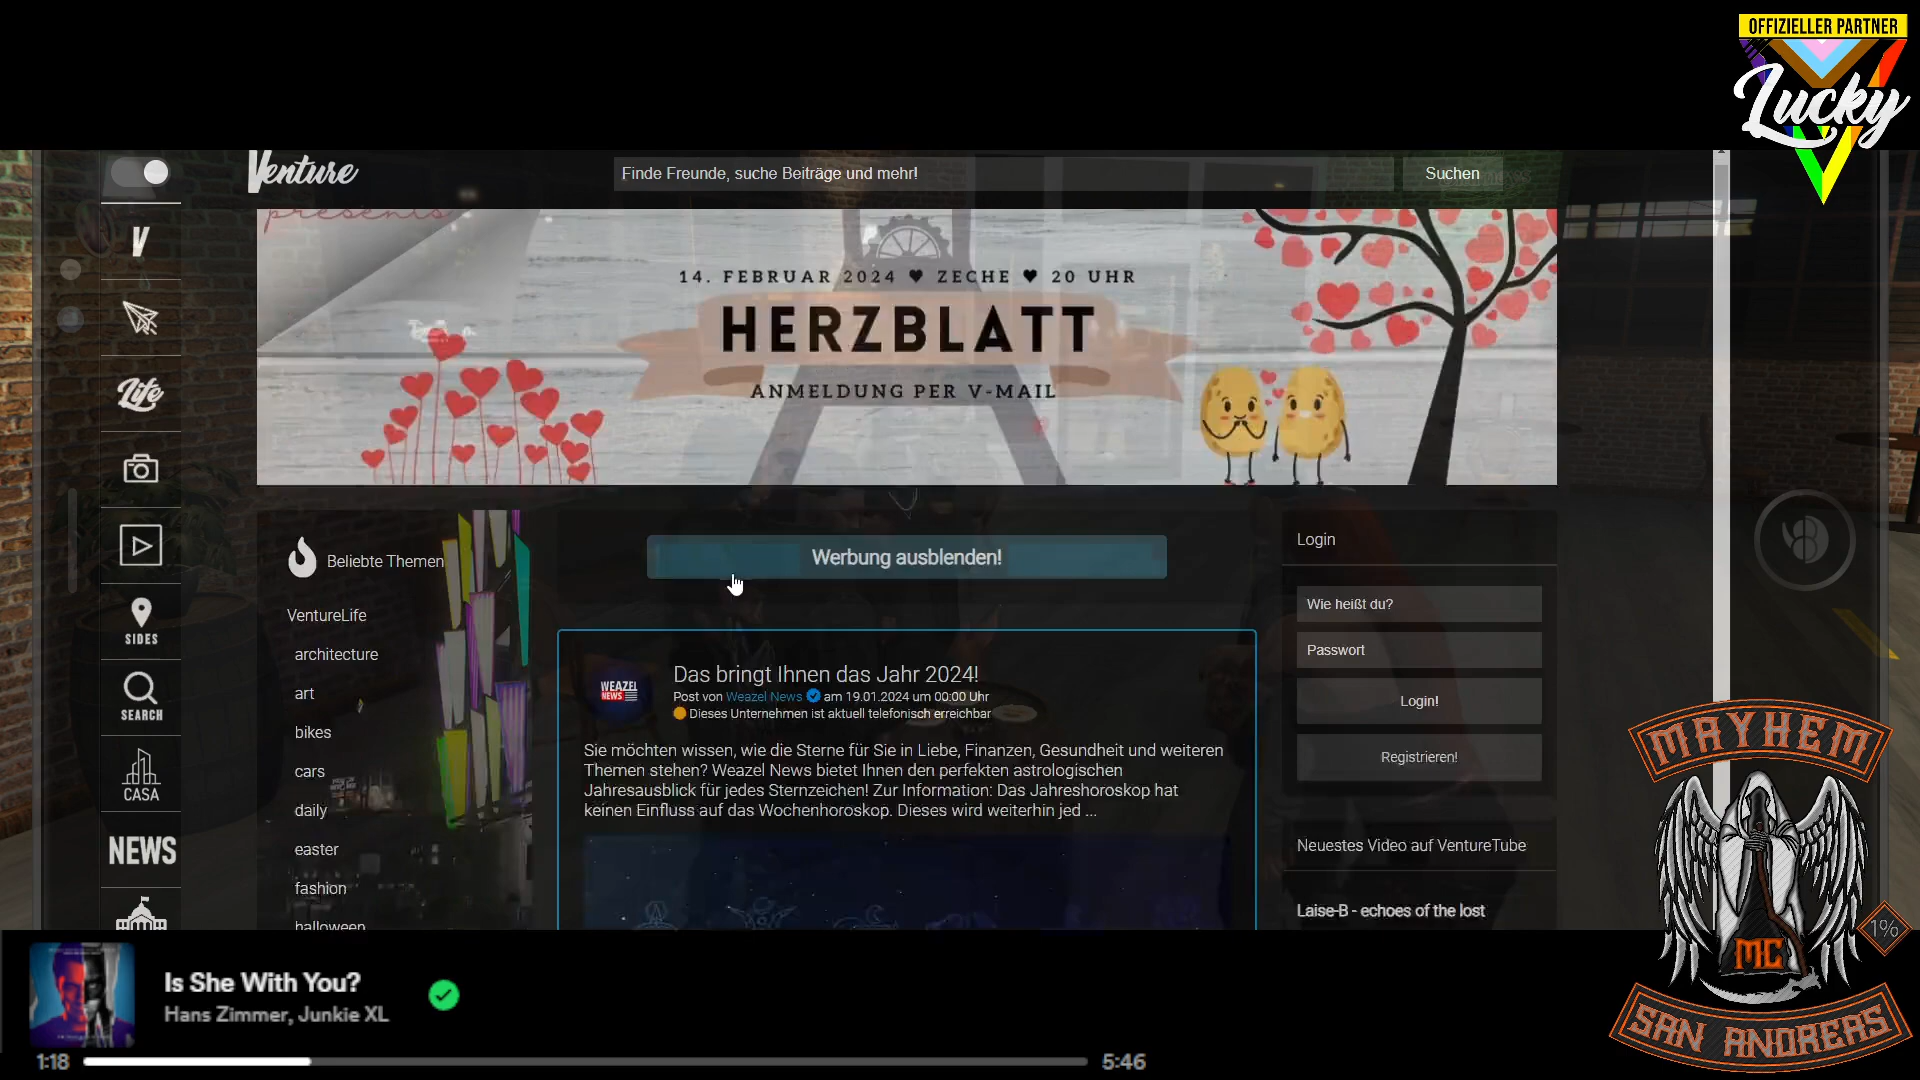 OFFIZIELLER PARTNER
Lucky
V
Venture
Finde Freunde, suche Beiträge und mehr!
Suchen
presents
14. FEBRUAR 2024 ♥ ZECHE ♥ 20 UHR
HERZBLATT
ANMELDUNG PER V-MAIL
V
Life
SIDES
SEARCH
CASA
NEWS
Beliebte Themen
VentureLife
architecture
art
bikes
cars
daily
easter
fashion
halloween
Werbung ausblenden!
WEAZEL
NEWS
Das bringt Ihnen das Jahr 2024!
Post von Weazel News am 19.01.2024 um 00:00 Uhr
Dieses Unternehmen ist aktuell telefonisch erreichbar
Sie möchten wissen, wie die Sterne für Sie in Liebe, Finanzen, Gesundheit und weiteren
Themen stehen? Weazel News bietet Ihnen den perfekten astrologischen
Jahresausblick für jedes Sternzeichen! Zur Information: Das Jahreshoroskop hat
keinen Einfluss auf das Wochenhoroskop. Dieses wird weiterhin jed ...
Login
Wie heißt du?
Passwort
Login!
Registrieren!
Neuestes Video auf VentureTube
Laise-B - echoes of the lost
MAYHEM
MC
1%
SAN ANDREAS
Is She With You?
Hans Zimmer, Junkie XL
1:18
5:46